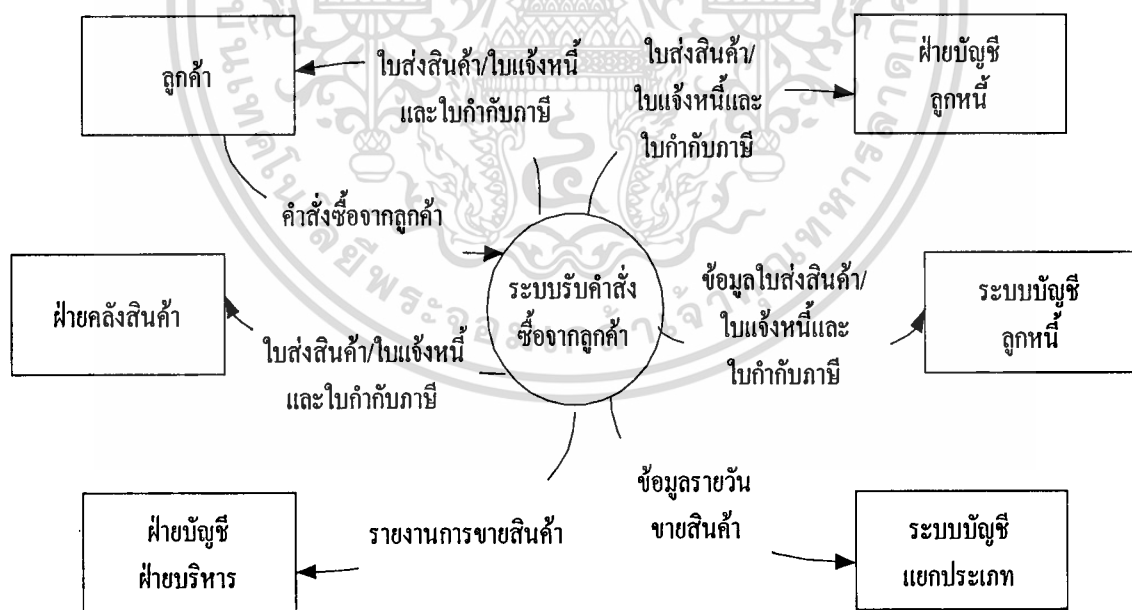 ลูกค้า
ใบส่งสินค้า/ใบแจ้งหนี้
และใบกำกับภาษี
ใบส่งสินค้า/
ใบแจ้งหนี้และ
ใบกำกับภาษี
ฝ่ายบัญชี
ลูกหนี้
คำสั่งซื้อจากลูกค้า
ฝ่ายคลังสินค้า
ใบส่งสินค้า/ใบแจ้งหนี้
และใบกำกับภาษี
ระบบรับคำสั่ง
ซื้อจากลูกค้า
ข้อมูลใบส่งสินค้า/
ใบแจ้งหนี้และ
ใบกำกับภาษี
ระบบบัญชี
ลูกหนี้
ฝ่ายบัญชี
ฝ่ายบริหาร
รายงานการขายสินค้า
ข้อมูลรายวัน
ขายสินค้า
ระบบบัญชี
แยกประเภท